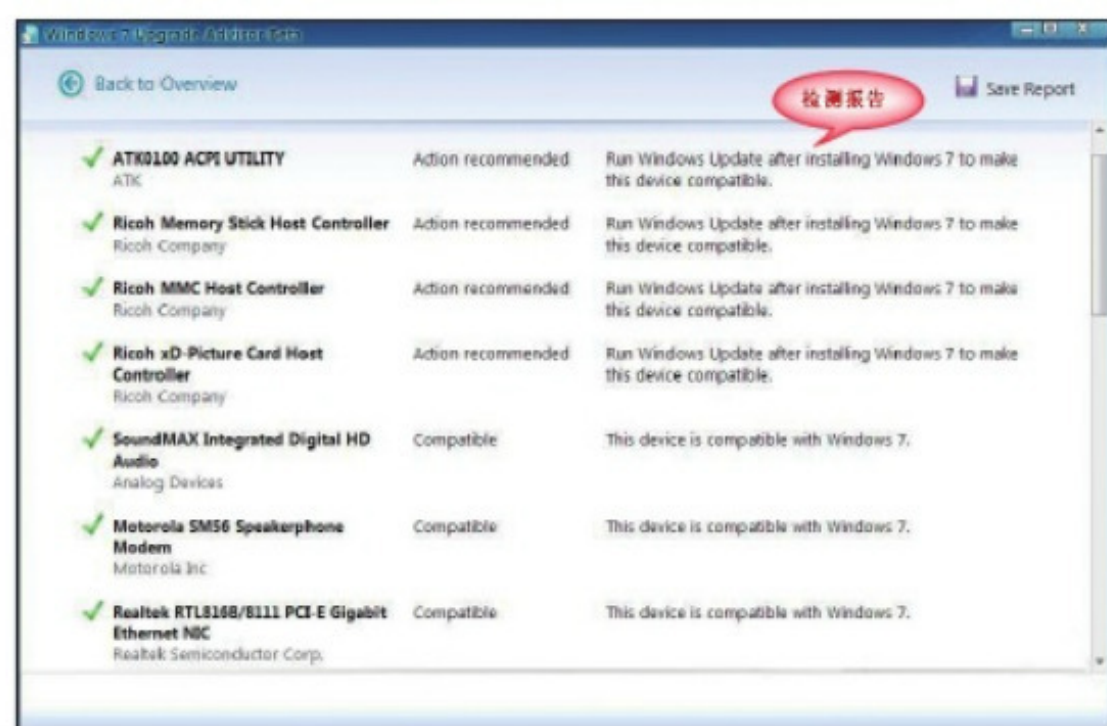 Windows 7 Upgrade Advisor Beta
Back to Overview
检测报告
Save Report
ATK0100 ACPI UTILITY
ATK
Action recommended
Run Windows Update after installing Windows 7 to make
this device compatible.
Ricoh Memory Stick Host Controller
Ricoh Company
Action recommended
Run Windows Update after installing Windows 7 to make
this device compatible.
Ricoh MMC Host Controller
Ricoh Company
Action recommended
Run Windows Update after installing Windows 7 to make
this device compatible.
Ricoh xD-Picture Card Host
Controller
Ricoh Company
Action recommended
Run Windows Update after installing Windows 7 to make
this device compatible.
SoundMAX Integrated Digital HD
Audio
Analog Devices
Compatible
This device is compatible with Windows 7.
Motorola SM56 Speakerphone
Modem
Motorola Inc
Compatible
This device is compatible with Windows 7.
Realtek RTL8168/8111 PCI-E Gigabit
Ethernet NIC
Realtek Semiconductor Corp.
Compatible
This device is compatible with Windows 7.